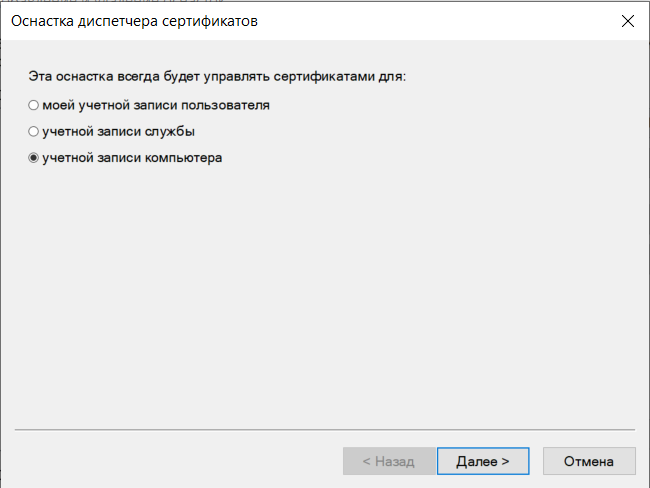 Оснастка диспетчера сертификатов
Эта оснастка всегда будет управлять сертификатами для:
моей учетной записи пользователя
учетной записи службы
учетной записи компьютера
< Назад Далее > Отмена